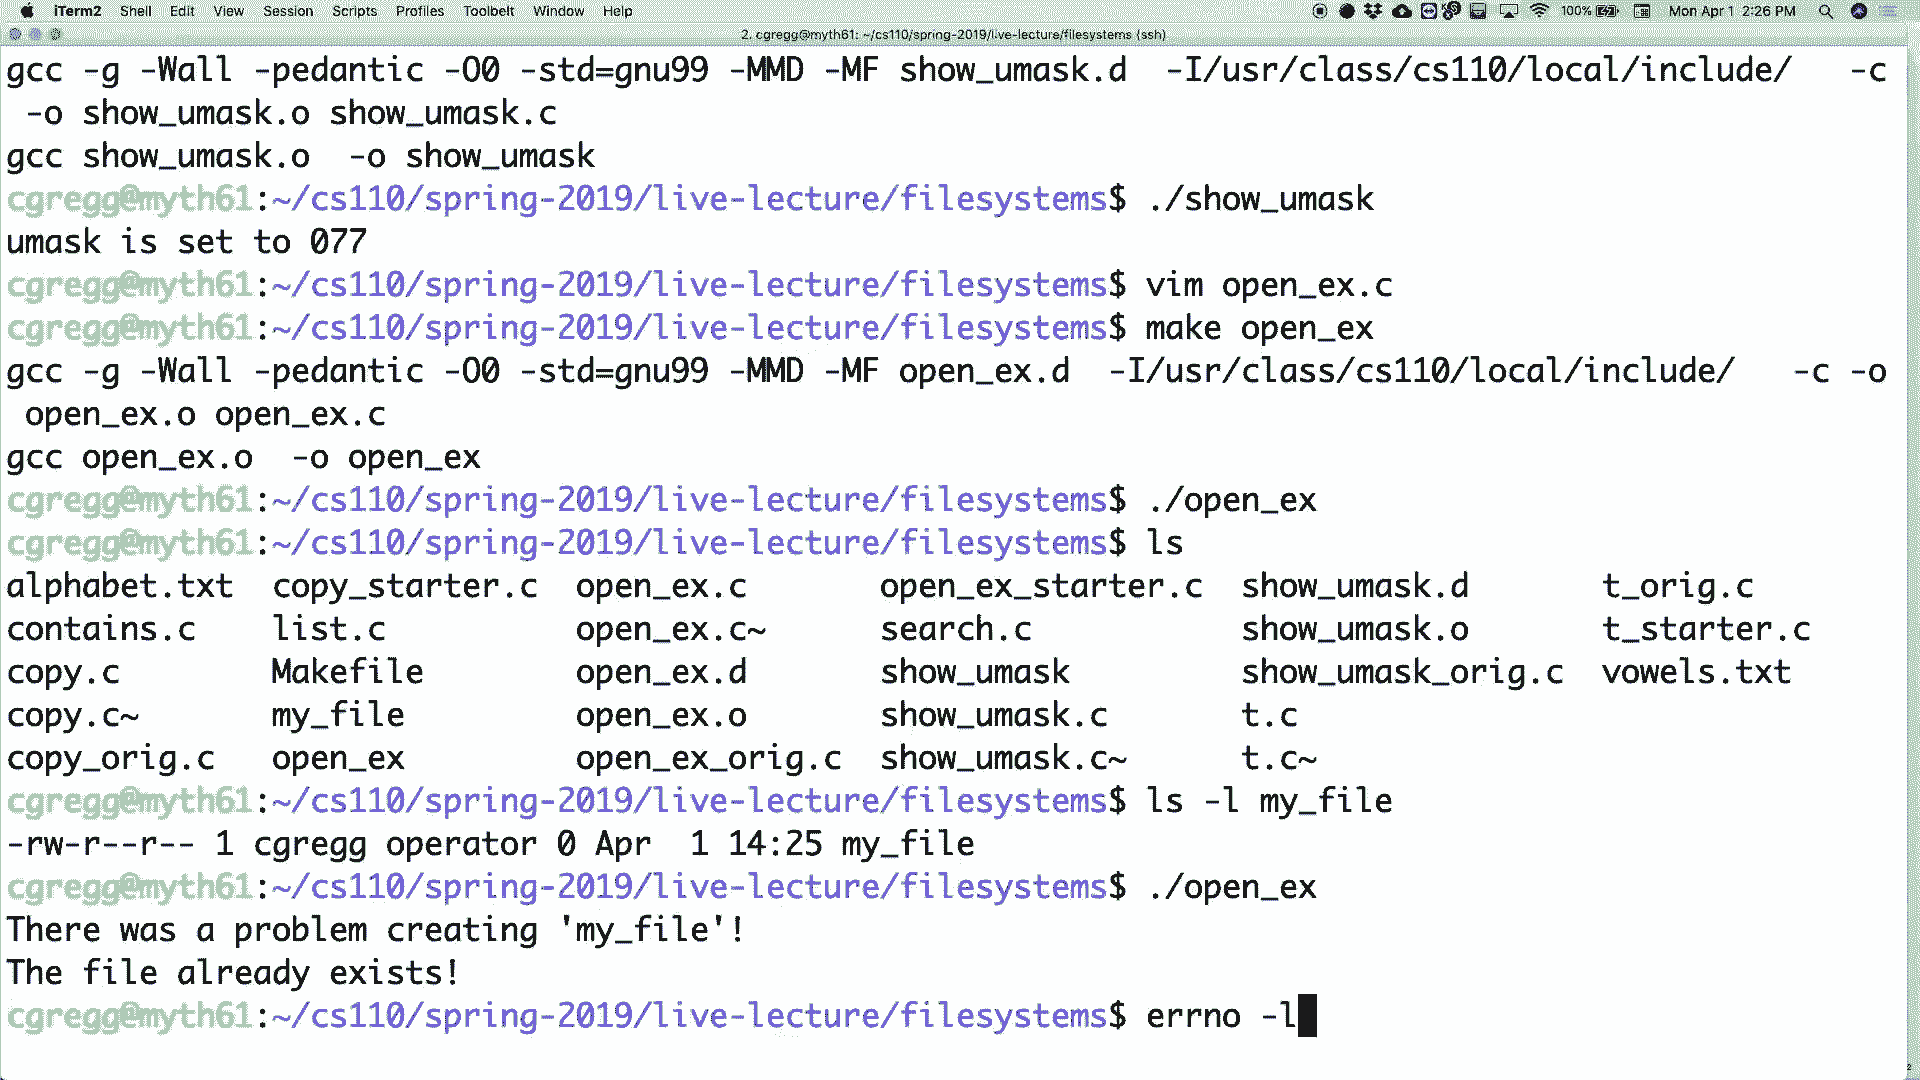 iTerm2 Shell Edit View Session Scripts Profiles Toolbelt Window Help 100% Mon Apr 1 2:26 PM
2. cgregg@myth61: ~/cs110/spring-2019/live-lecture/filesystems (ssh)
gcc -g -Wall -pedantic -O0 -std=gnu99 -MMD -MF show_umask.d -I/usr/class/cs110/local/include/ -c
-o show_umask.o show_umask.c
gcc show_umask.o -o show_umask
cgregg@myth61:~/cs110/spring-2019/live-lecture/filesystems$ ./show_umask
umask is set to 077
cgregg@myth61:~/cs110/spring-2019/live-lecture/filesystems$ vim open_ex.c
cgregg@myth61:~/cs110/spring-2019/live-lecture/filesystems$ make open_ex
gcc -g -Wall -pedantic -O0 -std=gnu99 -MMD -MF open_ex.d -I/usr/class/cs110/local/include/ -c -o
open_ex.o open_ex.c
gcc open_ex.o -o open_ex
cgregg@myth61:~/cs110/spring-2019/live-lecture/filesystems$ ./open_ex
cgregg@myth61:~/cs110/spring-2019/live-lecture/filesystems$ ls
alphabet.txt copy_starter.c open_ex.c open_ex_starter.c show_umask.d t_orig.c
contains.c list.c open_ex.c~ search.c show_umask.o t_starter.c
copy.c Makefile open_ex.d show_umask show_umask_orig.c vowels.txt
copy.c~ my_file open_ex.o show_umask.c t.c
copy_orig.c open_ex open_ex_orig.c show_umask.c~ t.c~
cgregg@myth61:~/cs110/spring-2019/live-lecture/filesystems$ ls -l my_file
-rw-r--r-- 1 cgregg operator 0 Apr 1 14:25 my_file
cgregg@myth61:~/cs110/spring-2019/live-lecture/filesystems$ ./open_ex
There was a problem creating 'my_file'!
The file already exists!
cgregg@myth61:~/cs110/spring-2019/live-lecture/filesystems$ errno -l